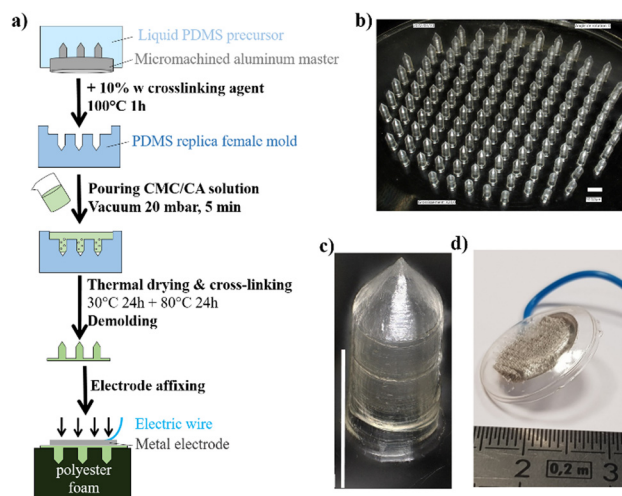 a)
Liquid PDMS precursor
Micromachined aluminum master
+ 10% w crosslinking agent
100°C 1h
PDMS replica female mold
Pouring CMC/CA solution
Vacuum 20 mbar, 5 min
Thermal drying & cross-linking
30°C 24h + 80°C 24h
Demolding
Electrode affixing
Electric wire
Metal electrode
polyester
foam
b)
c)
d)
2
0,2 m
3